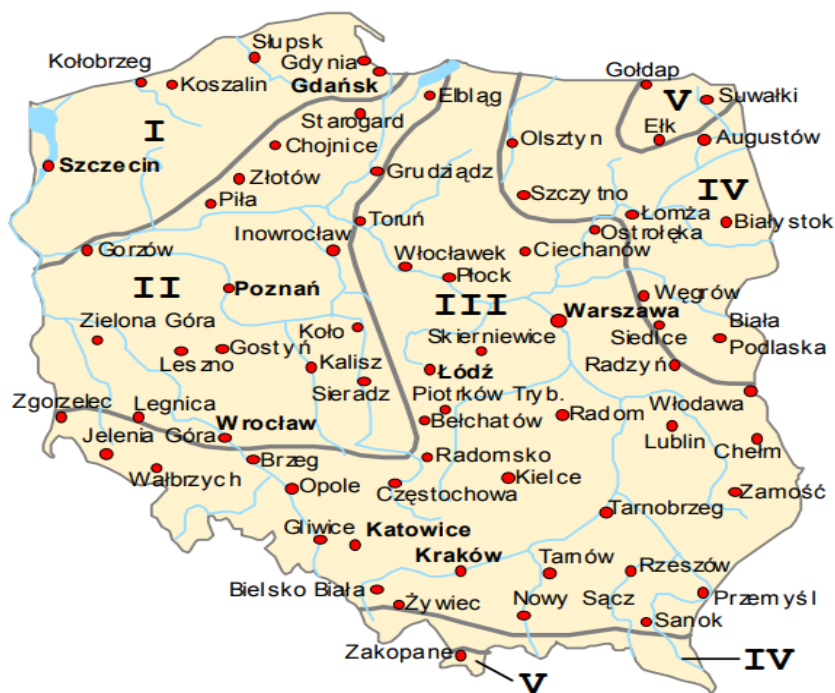 Słupsk
Kołobrzeg
Gdynia
Koszalin
Gdańsk
Gołdap
V
Suwałki
Elbląg
Starogard
I
Chojnice
Olsztyn
Ełk
Augustów
Szczecin
Złotów
Grudziądz
Piła
Szczytno
IV
Łomża
Toruń
Białystok
Inowrocław
Ostrołęka
Gorzów
Włocławek
Ciechanów
Płock
II
Poznań
III
Węgrów
Warszawa
Zielona Góra
Koło
Skierniewice
Siedlce
Biała
Podlaska
Leszno
Gostyń
Kalisz
Łódź
Radzyń
Sieradz
Piotrków Tryb.
Zgorzelec
Legnica
Włodawa
Wrocław
Bełchatów
Radom
Lublin
Chełm
Jelenia Góra
Brzeg
Radomsko
Wałbrzych
Opole
Częstochowa
Kielce
Zamość
Tarnobrzeg
Gliwice
Katowice
Kraków
Tarnów
Rzeszów
Bielsko Biała
Żywiec
Nowy Sącz
Przemyśl
Sanok
Zakopane
V
IV